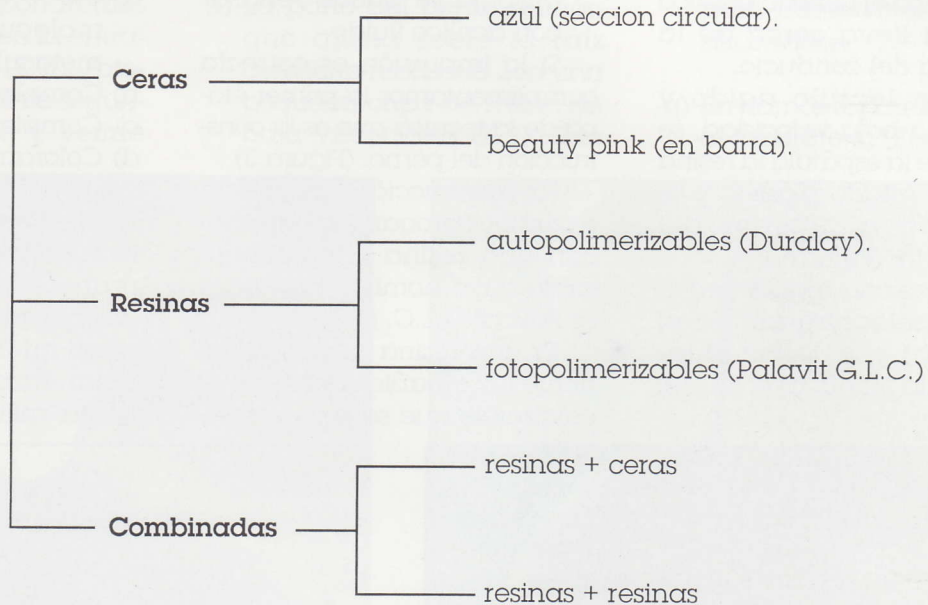 azul (seccion circular).
Ceras
beauty pink (en barra).
autopolimerizables (Duralay).
Resinas
fotopolimerizables (Palavit G.L.C.)
resinas + ceras
Combinadas
resinas + resinas